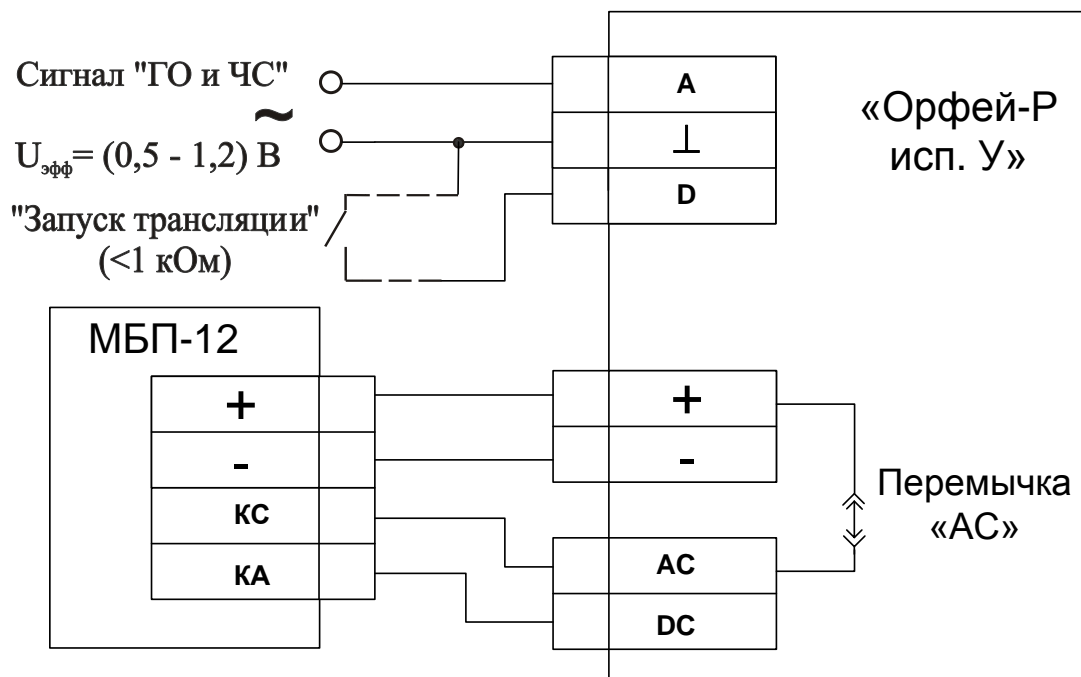 Сигнал "ГО и ЧС"
~
Uэфф= (0,5 - 1,2) В
"Запуск трансляции"
(<1 кОм)
А
⊥
D
«Орфей-Р
исп. У»
МБП-12
+
-
КС
КА
+
-
АС
DC
Перемычка
«АС»